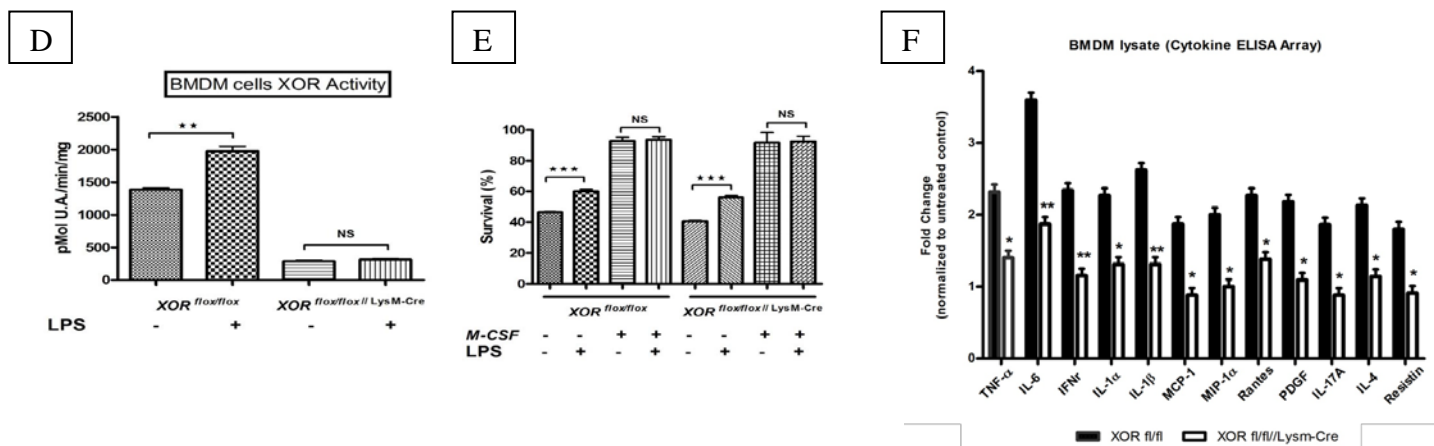 D
BMDM cells XOR Activity
pMol U.A./min/mg
2500
2000
1500
1000
500
0
★★
NS
XOR flox/flox XOR flox/flox // LysM-Cre
LPS - + - +
E
Survival (%)
100
80
60
40
20
0
★★★
NS
★★★
NS
XOR flox/flox XOR flox/flox // LysM-Cre
M-CSF - - + + - - + +
LPS - + - + - + - +
F
BMDM lysate (Cytokine ELISA Array)
Fold Change
(normalized to untreated control)
4
3
2
1
0
* ** ** * ** * * * * * * *
TNF-α IL-6 IFNr IL-1α IL-1β MCP-1 MIP-1α Rantes PDGF IL-17A IL-4 Resistin
XOR fl/fl XOR fl/fl//Lysm-Cre